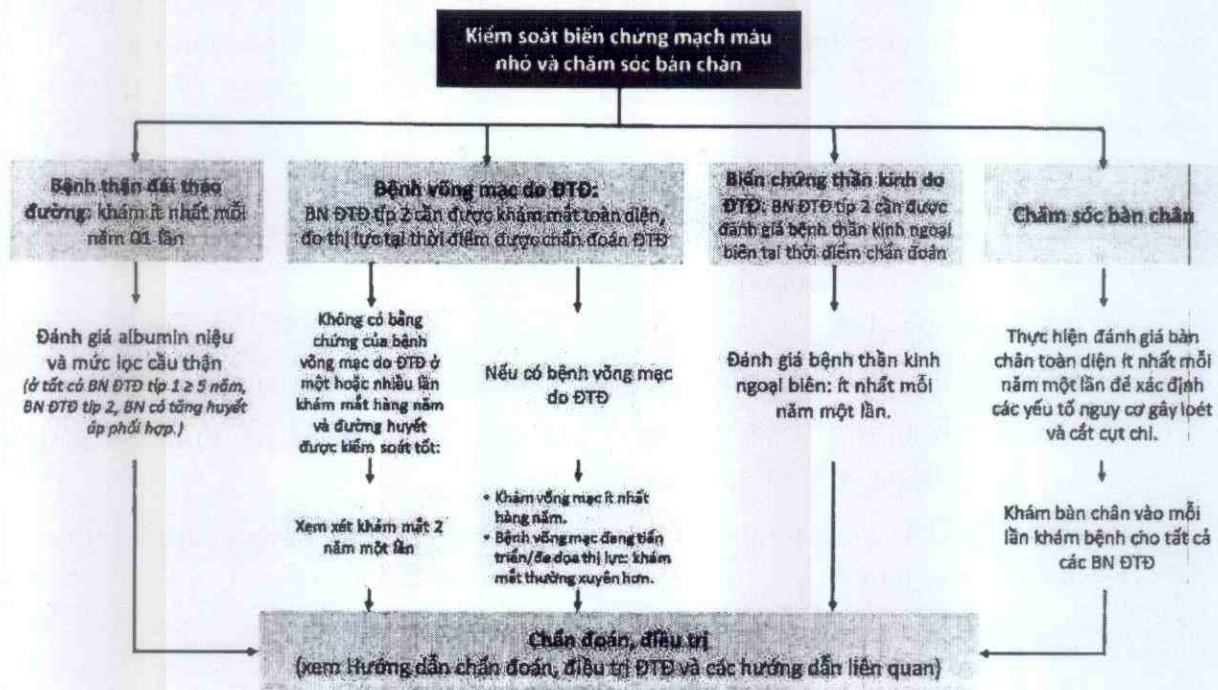 Kiểm soát biến chứng mạch máu
nhỏ và chăm sóc bàn chân
Bệnh thận đái tháo
đường: khám ít nhất mỗi
năm 01 lần
Bệnh võng mạc do ĐTĐ:
BN ĐTĐ típ 2 cần được khám mắt toàn diện,
đo thị lực tại thời điểm được chẩn đoán ĐTĐ
Biến chứng thần kinh do
ĐTĐ: BN ĐTĐ típ 2 cần được
đánh giá bệnh thần kinh ngoại
biên tại thời điểm chẩn đoán
Chăm sóc bàn chân
Đánh giá albumin niệu
và mức lọc cầu thận
(ở tất cả BN ĐTĐ típ 1 ≥ 5 năm,
BN ĐTĐ típ 2, BN có tăng huyết
áp phối hợp.)
Không có bằng
chứng của bệnh
võng mạc do ĐTĐ ở
một hoặc nhiều lần
khám mắt hàng năm
và đường huyết
được kiểm soát tốt:
Xem xét khám mắt 2
năm một lần
Nếu có bệnh võng mạc
do ĐTĐ
• Khám võng mạc ít nhất
hàng năm.
• Bệnh võng mạc đang tiến
triển/đe dọa thị lực: khám
mắt thường xuyên hơn.
Đánh giá bệnh thần kinh
ngoại biên: ít nhất mỗi
năm một lần.
Thực hiện đánh giá bàn
chân toàn diện ít nhất mỗi
năm một lần để xác định
các yếu tố nguy cơ gây loét
và cắt cụt chi.
Khám bàn chân vào mỗi
lần khám bệnh cho tất cả
các BN ĐTĐ
Chẩn đoán, điều trị
(xem Hướng dẫn chẩn đoán, điều trị ĐTĐ và các hướng dẫn liên quan)